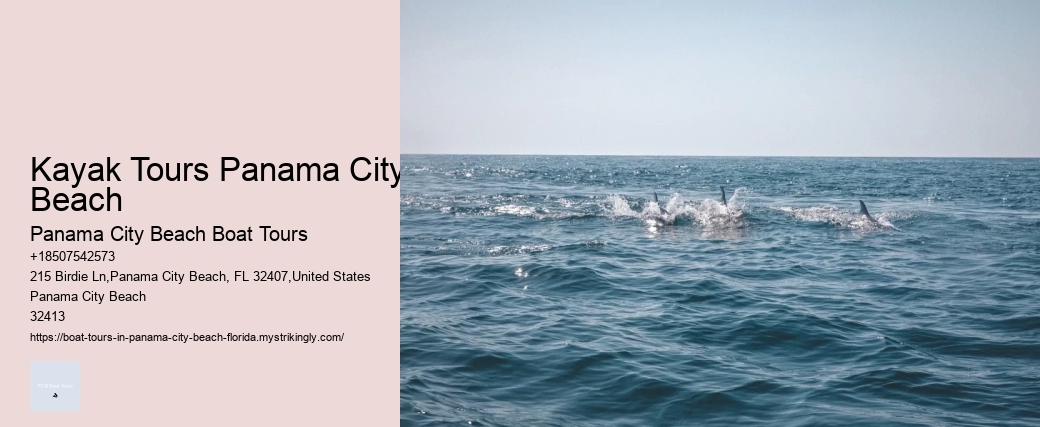 Kayak Tours Panama City
Beach
Panama City Beach Boat Tours
+18507542573
215 Birdie Ln,Panama City Beach, FL 32407,United States
Panama City Beach
32413
https://boat-tours-in-panama-city-beach-florida.mystrikingly.com/